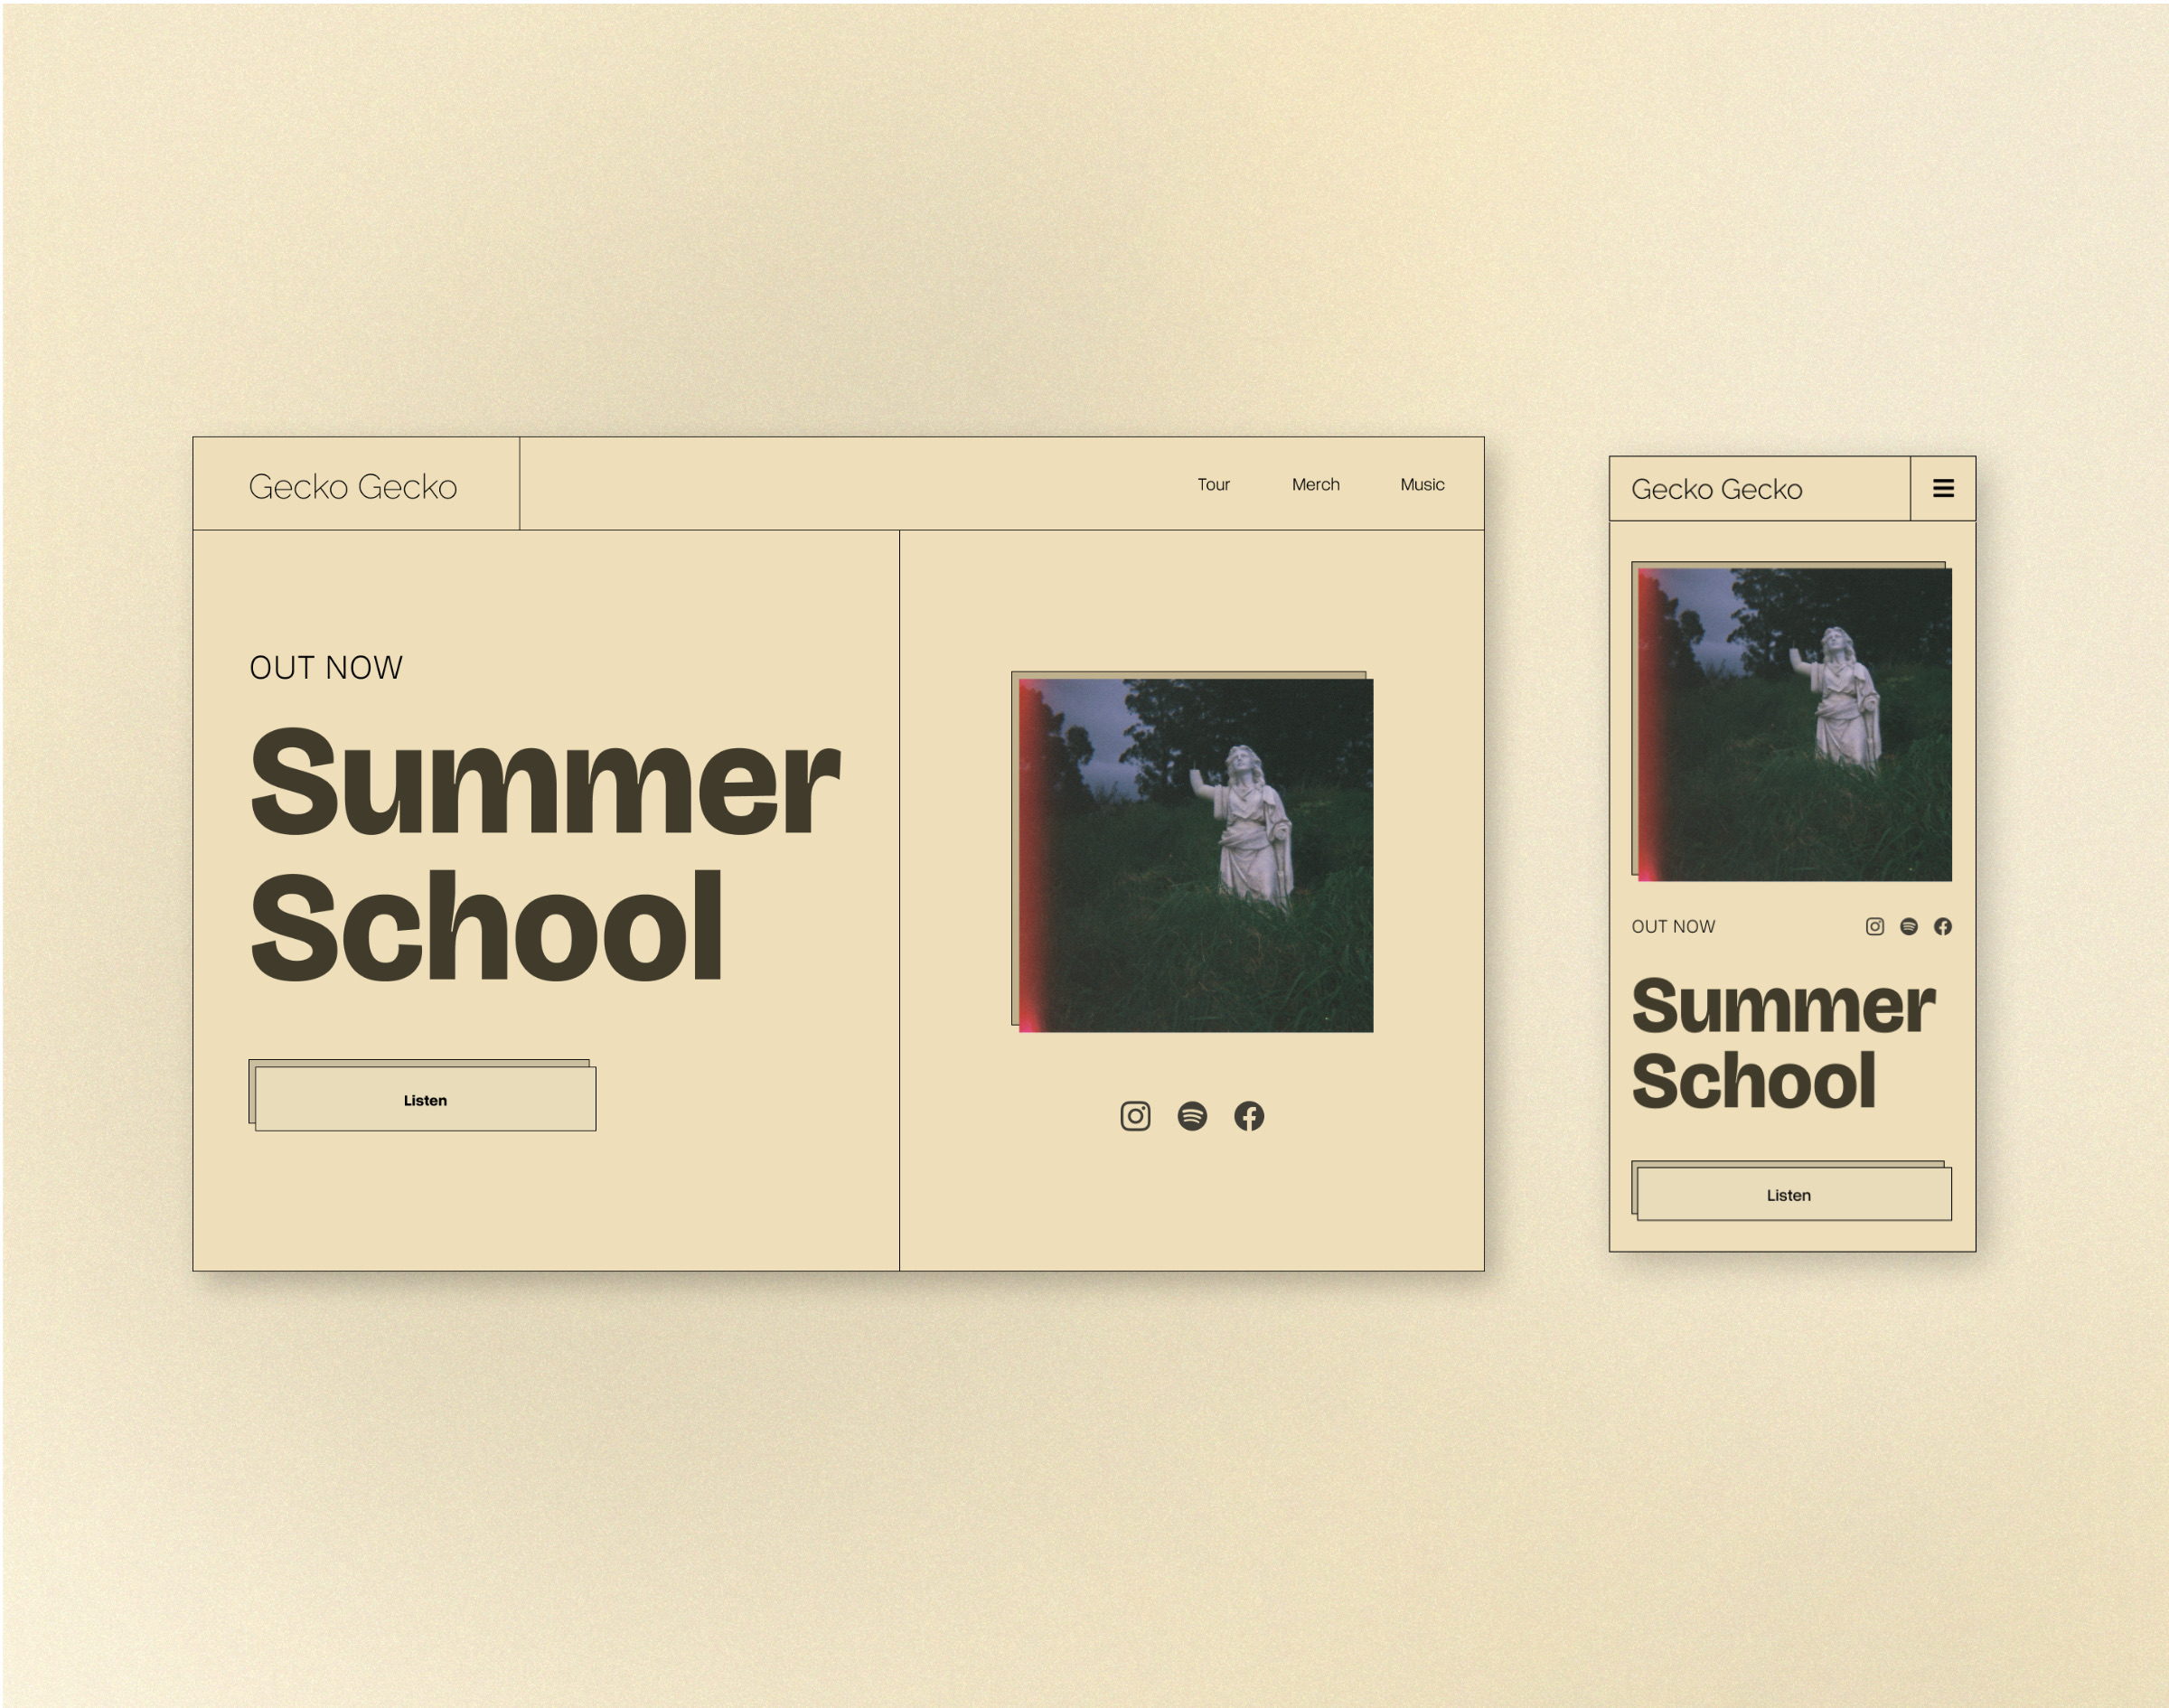 Gecko Gecko
Tour Merch Music
OUT NOW
Summer
School
Listen
Gecko Gecko
OUT NOW
Summer
School
Listen